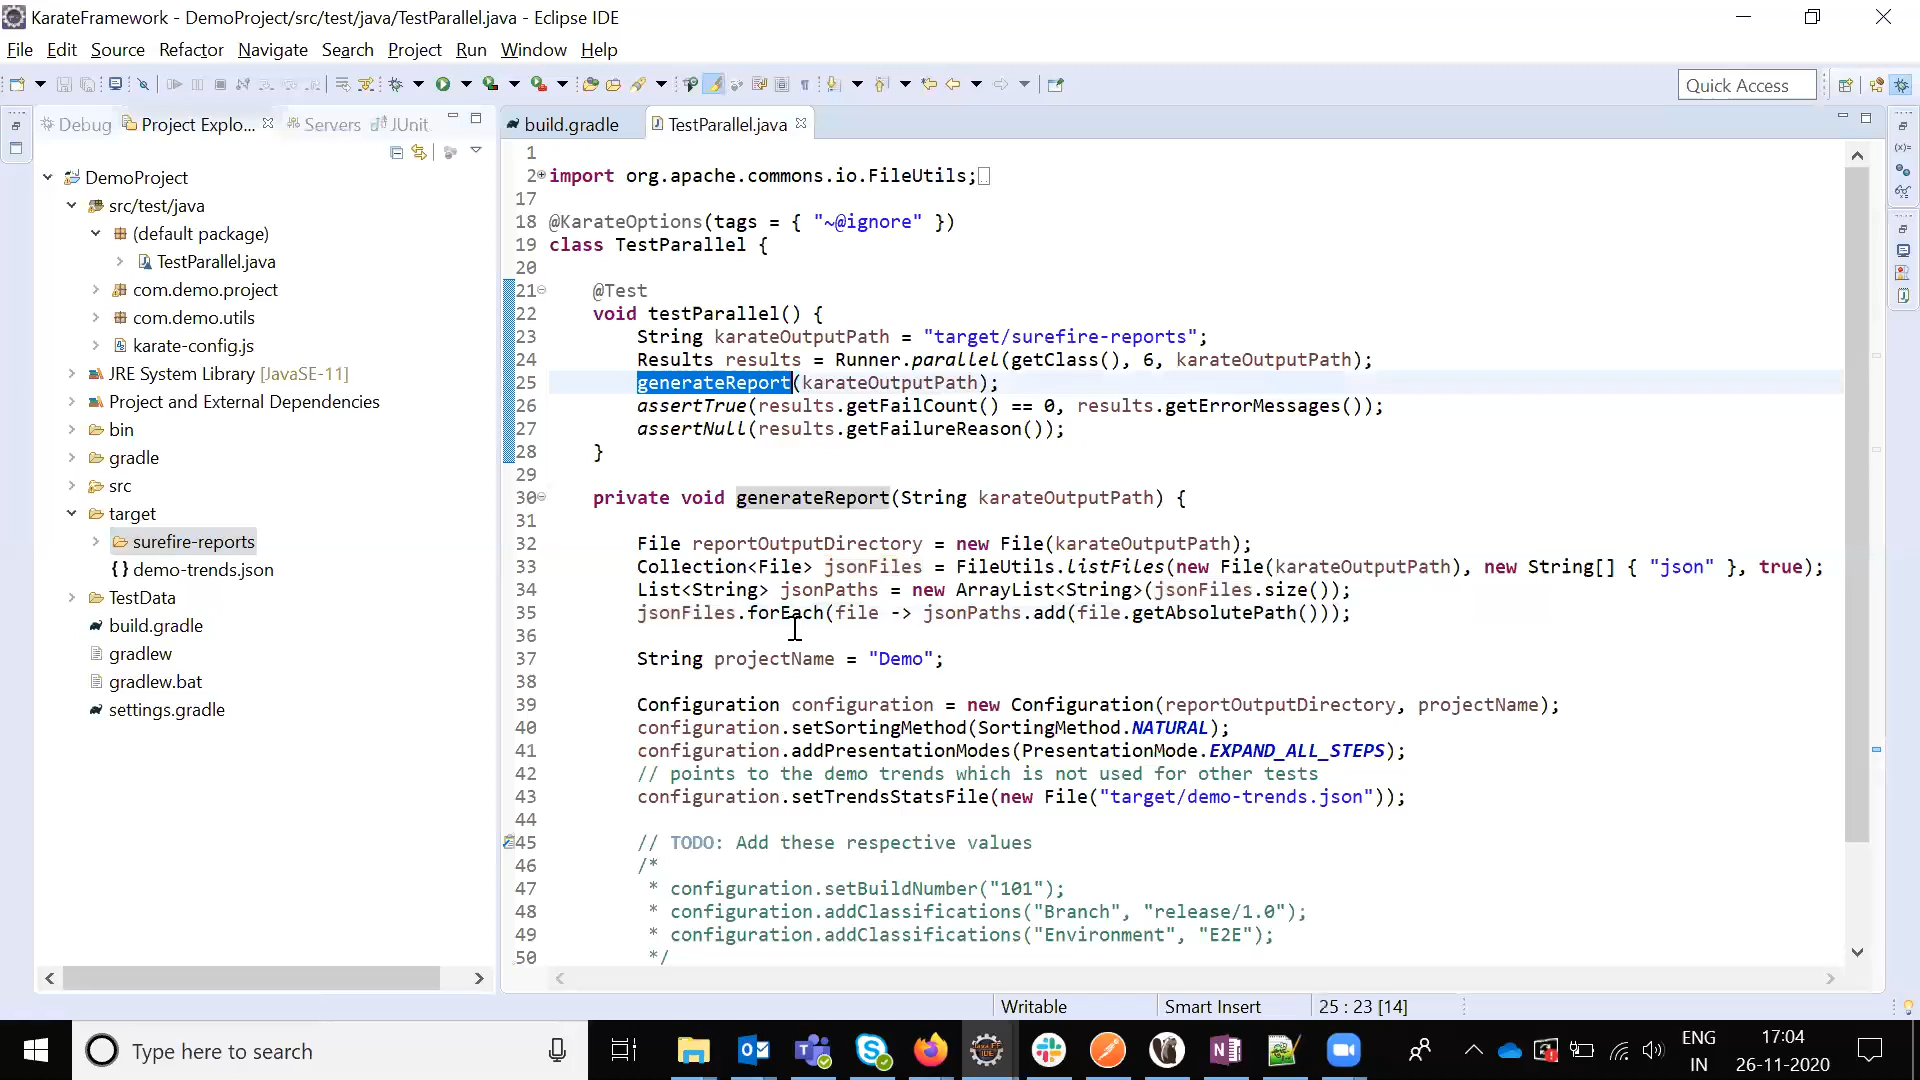 KarateFramework - DemoProject/src/test/java/TestParallel.java - Eclipse IDE
File Edit Source Refactor Navigate Search Project Run Window Help
Quick Access
Debug Project Explo... Servers JUnit
build.gradle TestParallel.java
DemoProject
src/test/java
(default package)
TestParallel.java
com.demo.project
com.demo.utils
karate-config.js
JRE System Library [JavaSE-11]
Project and External Dependencies
bin
gradle
src
target
surefire-reports
demo-trends.json
TestData
build.gradle
gradlew
gradlew.bat
settings.gradle
1
2 import org.apache.commons.io.FileUtils;
17
18 @KarateOptions(tags = { "~@ignore" })
19 class TestParallel {
20
21 @Test
22 void testParallel() {
23 String karateOutputPath = "target/surefire-reports";
24 Results results = Runner.parallel(getClass(), 6, karateOutputPath);
25 generateReport(karateOutputPath);
26 assertTrue(results.getFailCount() == 0, results.getErrorMessages());
27 assertNull(results.getFailureReason());
28 }
29
30 private void generateReport(String karateOutputPath) {
31
32 File reportOutputDirectory = new File(karateOutputPath);
33 Collection<File> jsonFiles = FileUtils.listFiles(new File(karateOutputPath), new String[] { "json" }, true);
34 List<String> jsonPaths = new ArrayList<String>(jsonFiles.size());
35 jsonFiles.forEach(file -> jsonPaths.add(file.getAbsolutePath()));
36
37 String projectName = "Demo";
38
39 Configuration configuration = new Configuration(reportOutputDirectory, projectName);
40 configuration.setSortingMethod(SortingMethod.NATURAL);
41 configuration.addPresentationModes(PresentationMode.EXPAND_ALL_STEPS);
42 // points to the demo trends which is not used for other tests
43 configuration.setTrendsStatsFile(new File("target/demo-trends.json"));
44
45 // TODO: Add these respective values
46 /*
47 * configuration.setBuildNumber("101");
48 * configuration.addClassifications("Branch", "release/1.0");
49 * configuration.addClassifications("Environment", "E2E");
50 */
Writable Smart Insert 25 : 23 [14]
Type here to search
ENG
IN
17:04
26-11-2020